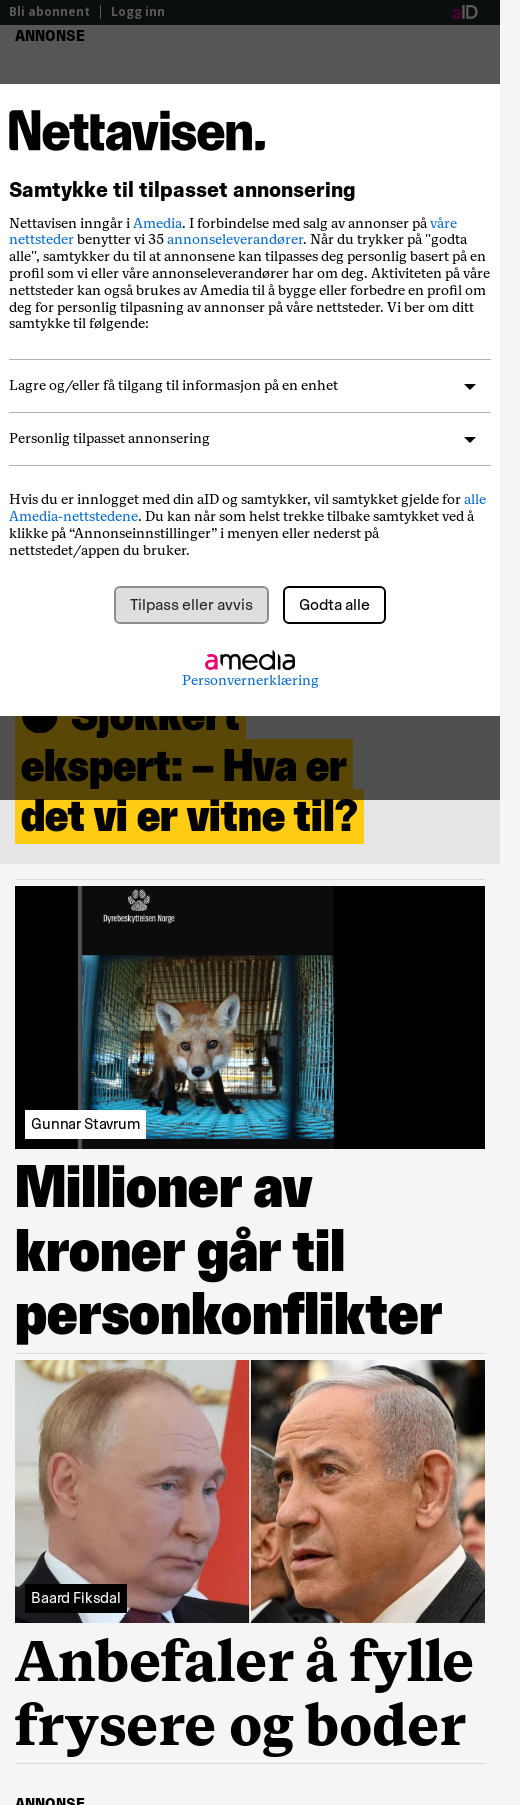 Bli abonnent
Logg inn
aID
ANNONSE
Nettavisen.
Samtykke til tilpasset annonsering
Nettavisen inngår i Amedia. I forbindelse med salg av annonser på våre
nettsteder benytter vi 35 annonseleverandører. Når du trykker på "godta
alle", samtykker du til at annonsene kan tilpasses deg personlig basert på en
profil som vi eller våre annonseleverandører har om deg. Aktiviteten på våre
nettsteder kan også brukes av Amedia til å bygge eller forbedre en profil om
deg for personlig tilpasning av annonser på våre nettsteder. Vi ber om ditt
samtykke til følgende:
Lagre og/eller få tilgang til informasjon på en enhet
Personlig tilpasset annonsering
Hvis du er innlogget med din aID og samtykker, vil samtykket gjelde for alle
Amedia-nettstedene. Du kan når som helst trekke tilbake samtykket ved å
klikke på “Annonseinnstillinger” i menyen eller nederst på
nettstedet/appen du bruker.
Tilpass eller avvis
Godta alle
amedia
Personvernerklæring
Sjokkert
ekspert: – Hva er
det vi er vitne til?
Dyrebeskyttelsen Norge
Gunnar Stavrum
Millioner av
kroner går til
personkonflikter
Baard Fiksdal
Anbefaler å fylle
frysere og boder
ANNONSE